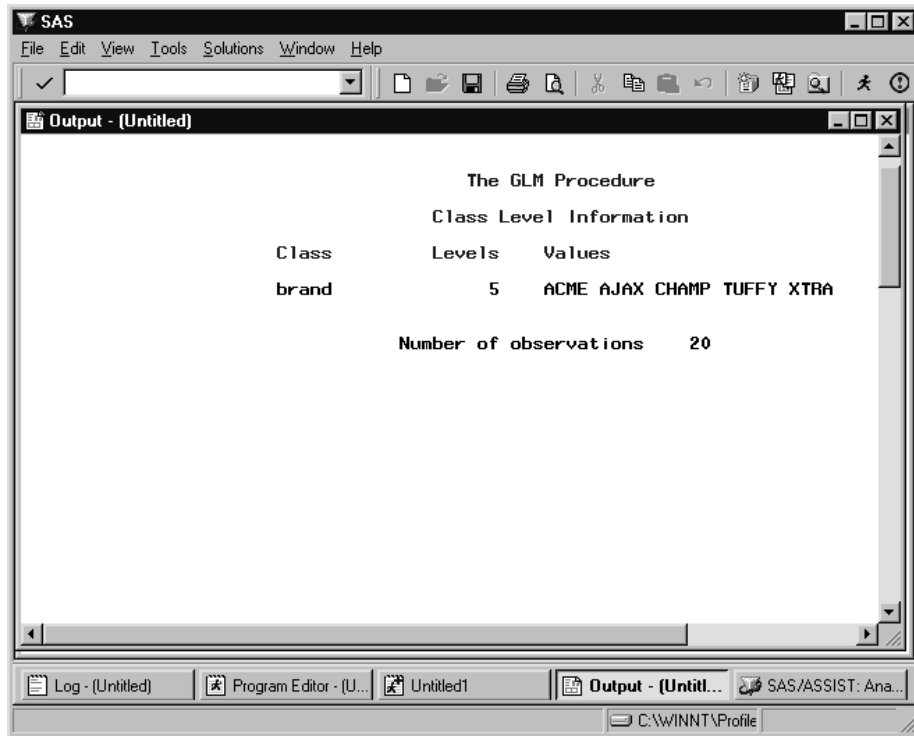 SAS
File Edit View Tools Solutions Window Help
Output - (Untitled)
The GLM Procedure
Class Level Information
Class Levels Values
brand 5 ACME AJAX CHAMP TUFFY XTRA
Number of observations 20
Log - (Untitled) Program Editor - (U... Untitled1 Output - (Untitl... SAS/ASSIST: Ana...
C:\WINNT\Profile